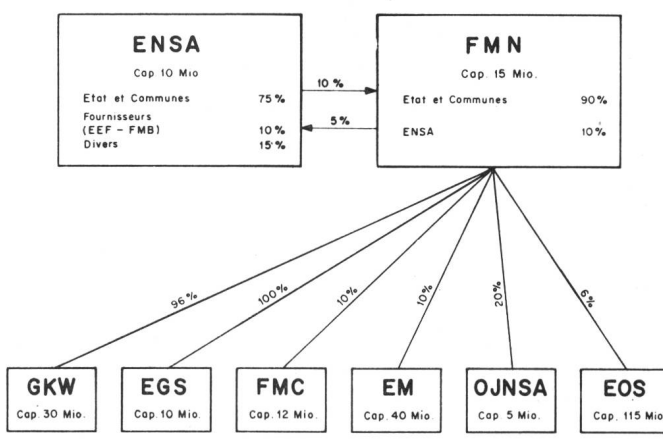 ENSA
Cap 10 Mio
Etat et Communes 75%
Fournisseurs
(EEF - FMB) 10%
Divers 15%
10%
5%
FMN
Cap. 15 Mio.
Etat et Communes 90%
ENSA 10%
96%
100%
10%
10%
20%
6%
GKW
Cap. 30 Mio.
EGS
Cap. 10 Mio.
FMC
Cap. 12 Mio.
EM
Cap. 40 Mio.
OJNSA
Cap. 5 Mio.
EOS
Cap. 115 Mio.